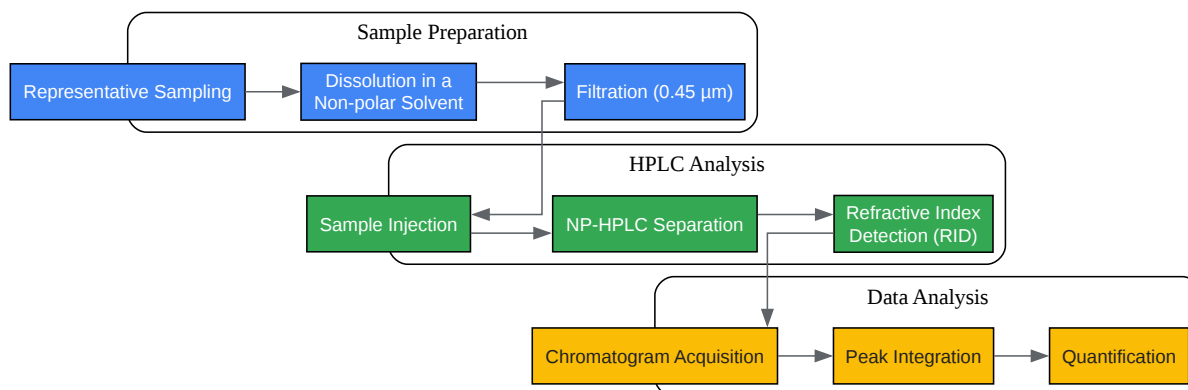 Sample Preparation
Representative Sampling
Dissolution in a
Non-polar Solvent
Filtration (0.45 µm)
HPLC Analysis
Sample Injection
NP-HPLC Separation
Refractive Index
Detection (RID)
Data Analysis
Chromatogram Acquisition
Peak Integration
Quantification